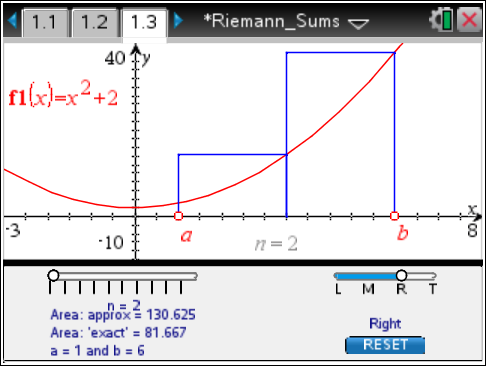 1.1 1.2 1.3 *Riemann_Sums
40 y
f1(x)=x²+2
x
-3 -10 a n = 2 b 8
n = 2
L M R T
Area: approx = 130.625
Area: 'exact' = 81.667
a = 1 and b = 6
Right
RESET